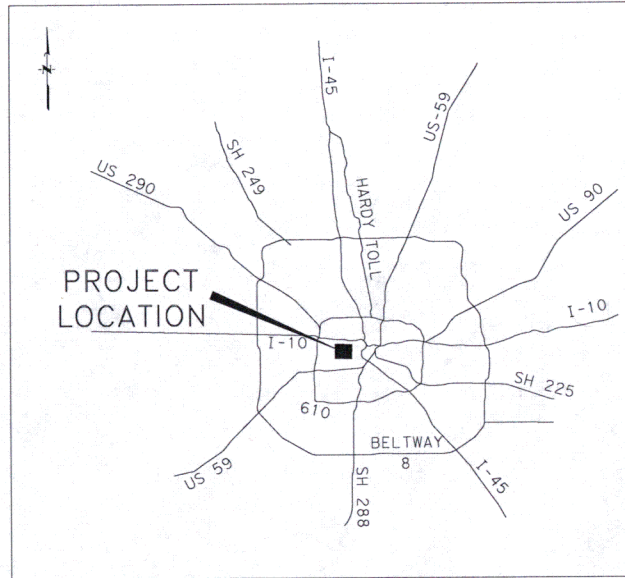 N
I-45
US-59
SH 249
US 290
HARDY TOLL
US 90
PROJECT
LOCATION
I-10
I-10
SH 225
610
BELTWAY
8
US 59
SH 288
I-45